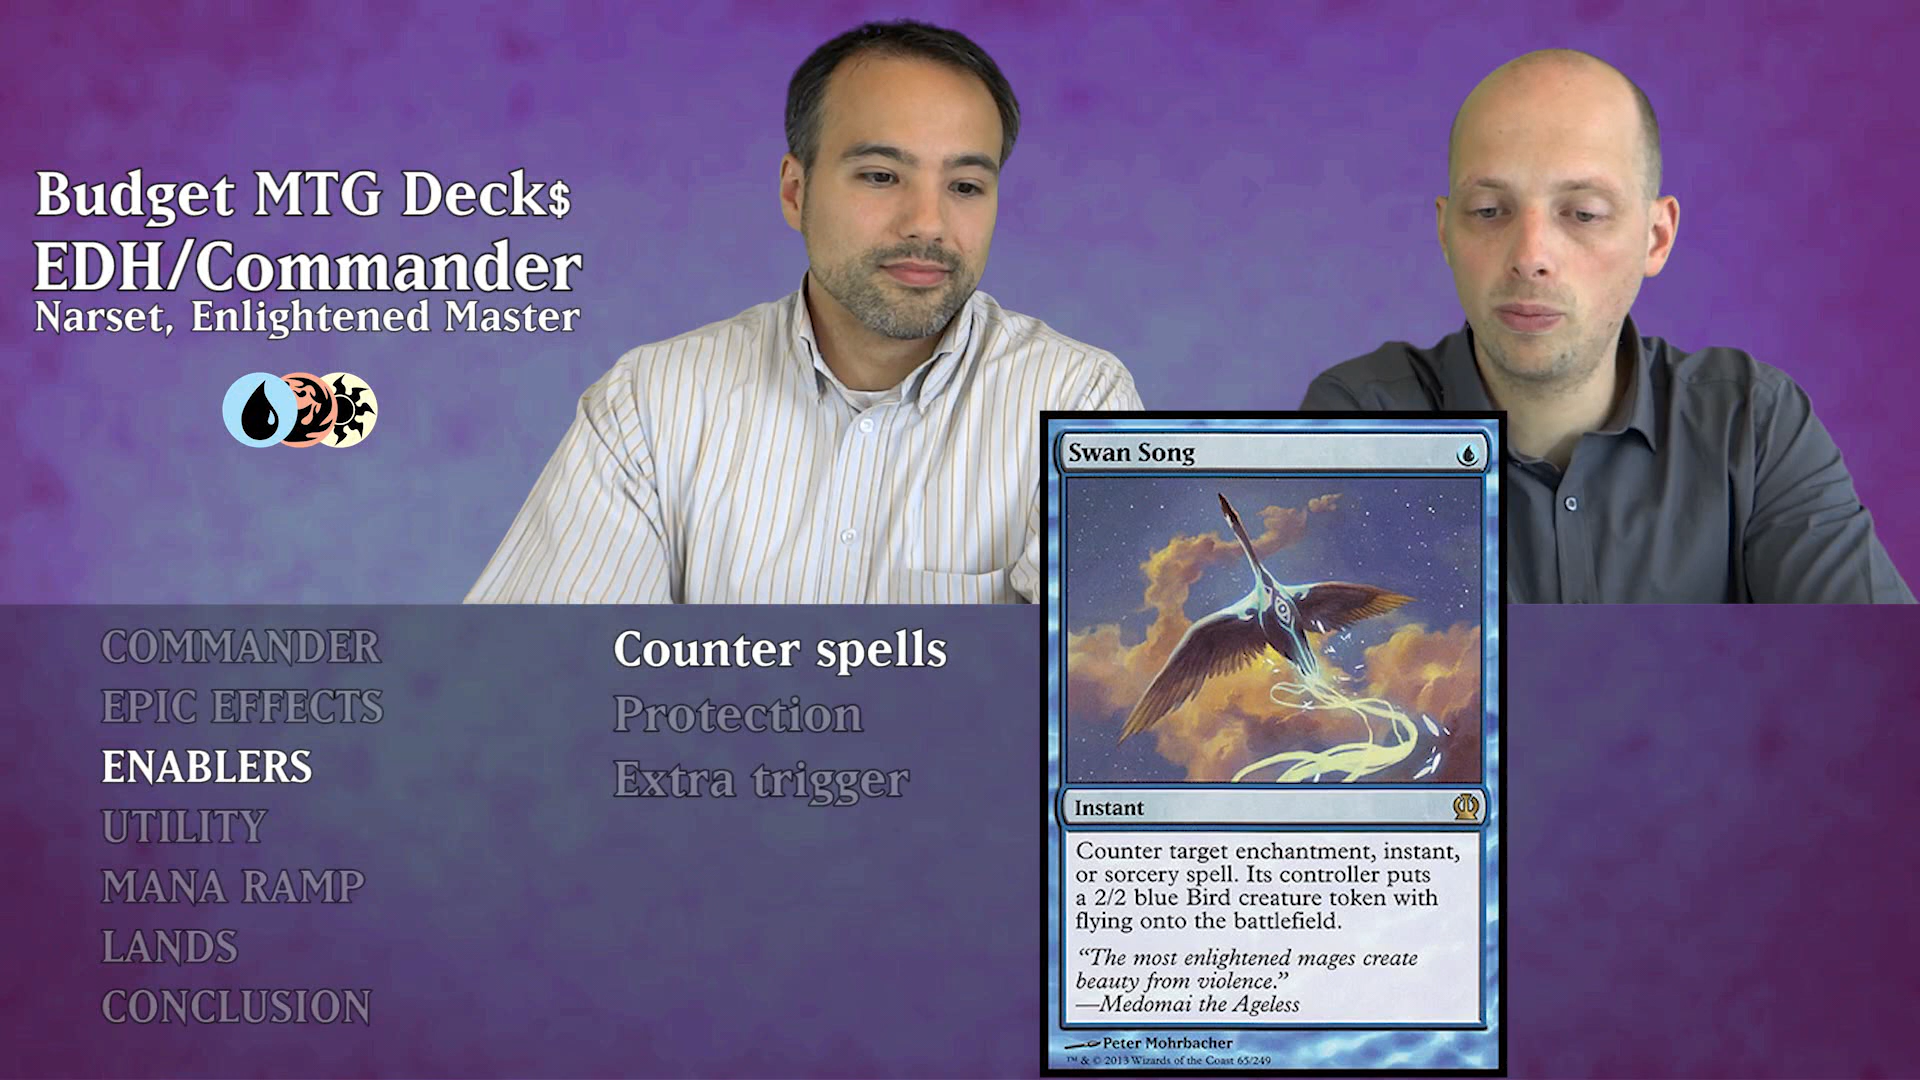 Budget MTG Deck$
EDH/Commander
Narset, Enlightened Master
COMMANDER
EPIC EFFECTS
ENABLERS
UTILITY
MANA RAMP
LANDS
CONCLUSION
Counter spells
Protection
Extra trigger
Swan Song
Instant
Counter target enchantment, instant,
or sorcery spell. Its controller puts
a 2/2 blue Bird creature token with
flying onto the battlefield.
“The most enlightened mages create
beauty from violence.”
—Medomai the Ageless
Peter Mohrbacher
™ & © 2013 Wizards of the Coast 65/249